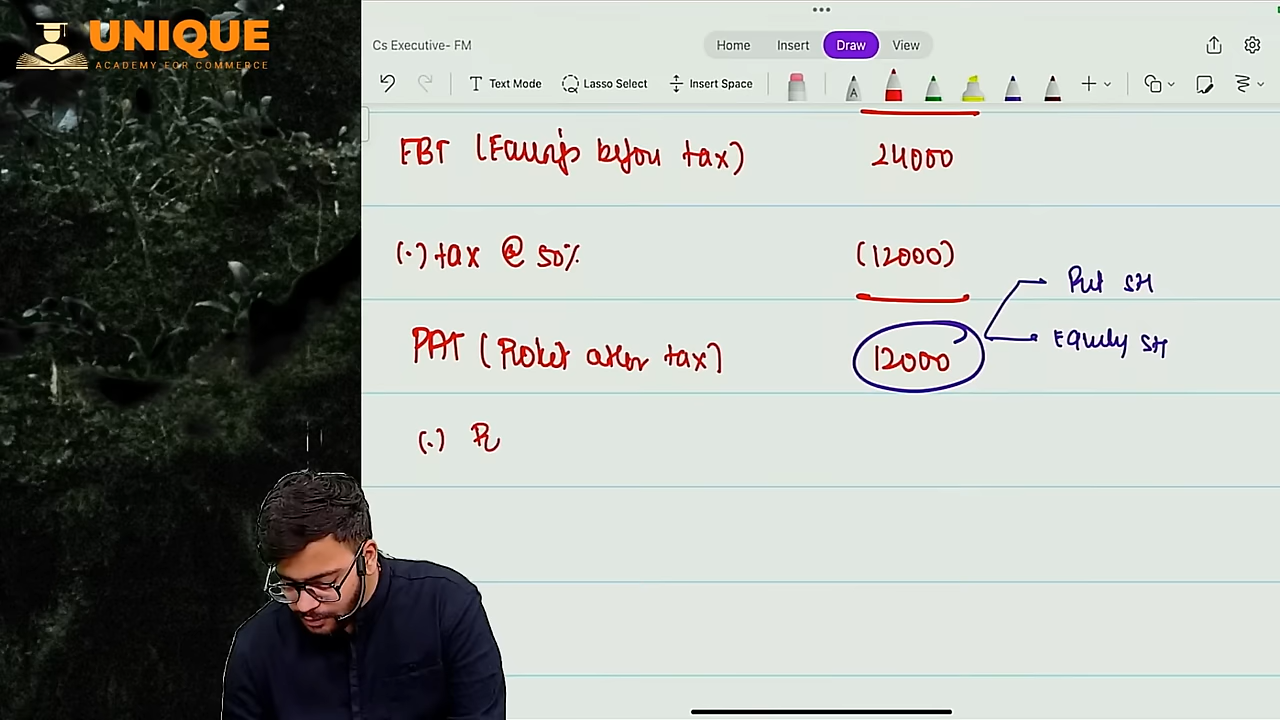 UNIQUE
ACADEMY FOR COMMERCE
Cs Executive- FM
Home Insert Draw View
Text Mode Lasso Select Insert Space
EBT (Earnings before tax) 24000
(-) tax @ 50% (12000)
Pref SH
Equity SH
PAT (Profit after tax) 12000
(-) Pr